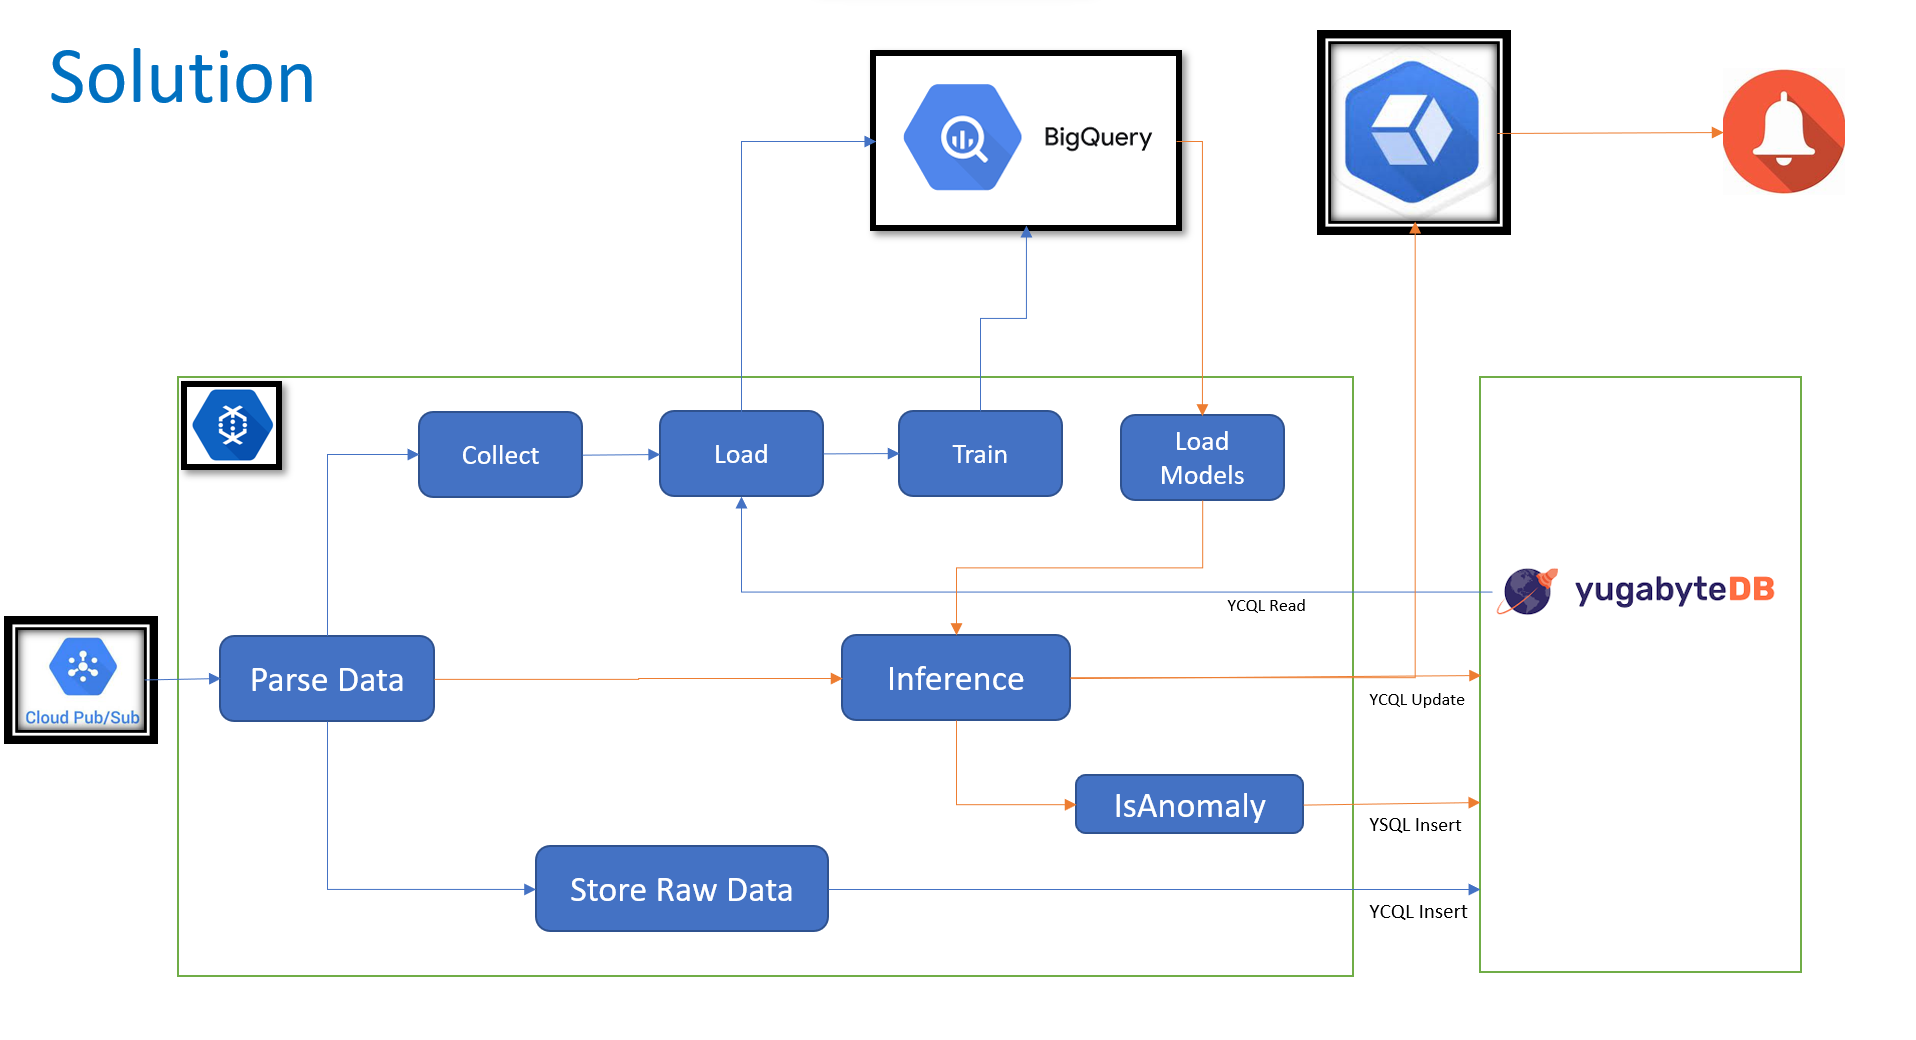 Solution
BigQuery
Collect
Load
Train
Load
Models
YCQL Read
yugabyteDB
Cloud Pub/Sub
Parse Data
Inference
YCQL Update
IsAnomaly
YSQL Insert
Store Raw Data
YCQL Insert